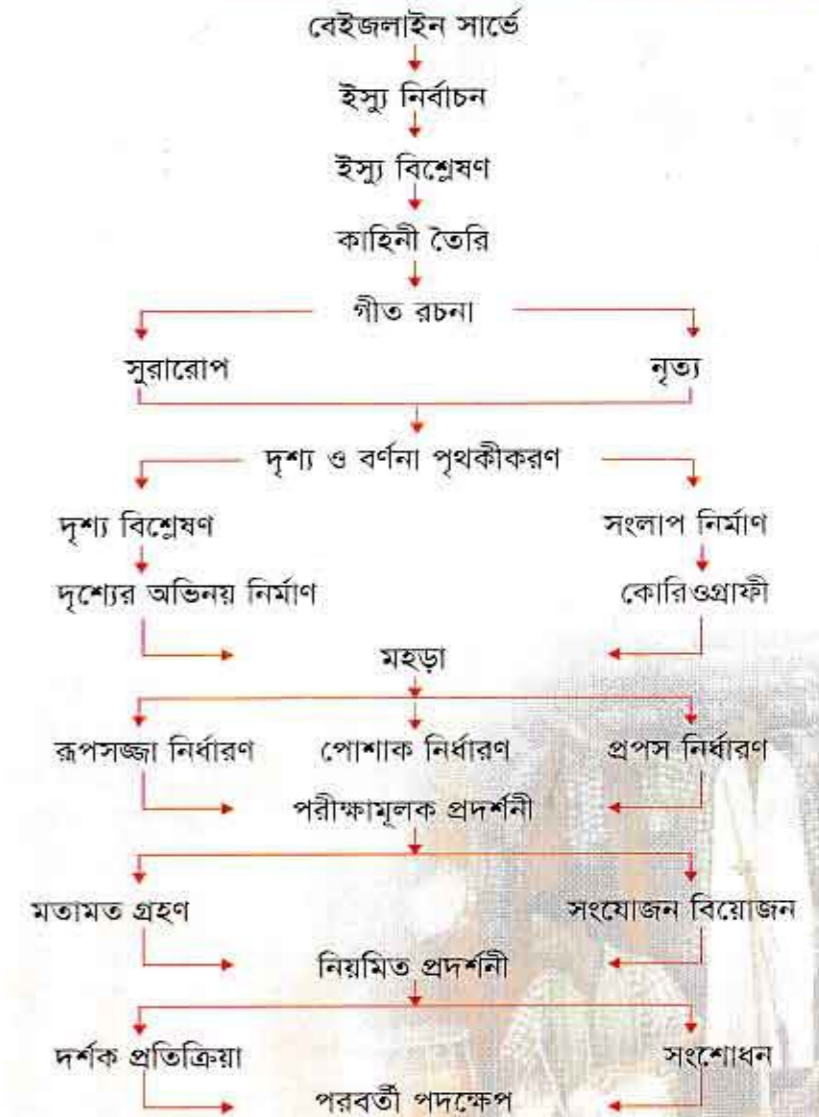 বেইজলাইন সার্ভে
ইস্যু নির্বাচন
ইস্যু বিশ্লেষণ
কাহিনী তৈরি
গীত রচনা
সুরারোপ নৃত্য
দৃশ্য ও বর্ণনা পৃথকীকরণ
দৃশ্য বিশ্লেষণ সংলাপ নির্মাণ
দৃশ্যের অভিনয় নির্মাণ কোরিওগ্রাফী
মহড়া
রূপসজ্জা নির্ধারণ পোশাক নির্ধারণ প্রপস নির্ধারণ
পরীক্ষামূলক প্রদর্শনী
মতামত গ্রহণ সংযোজন বিয়োজন
নিয়মিত প্রদর্শনী
দর্শক প্রতিক্রিয়া সংশোধন
পরবর্তী পদক্ষেপ